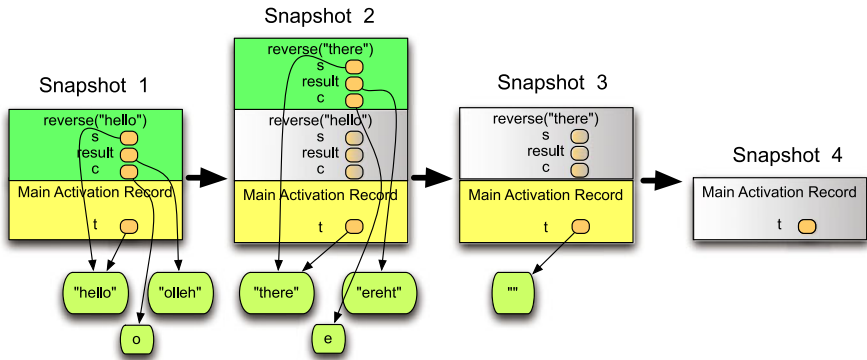 Snapshot 1
reverse("hello")
s
result
c
Main Activation Record
t
"hello"
"olleh"
o
Snapshot 2
reverse("there")
s
result
c
reverse("hello")
s
result
c
Main Activation Record
t
"there"
"ereht"
e
Snapshot 3
reverse("there")
s
result
c
Main Activation Record
t
""
Snapshot 4
Main Activation Record
t